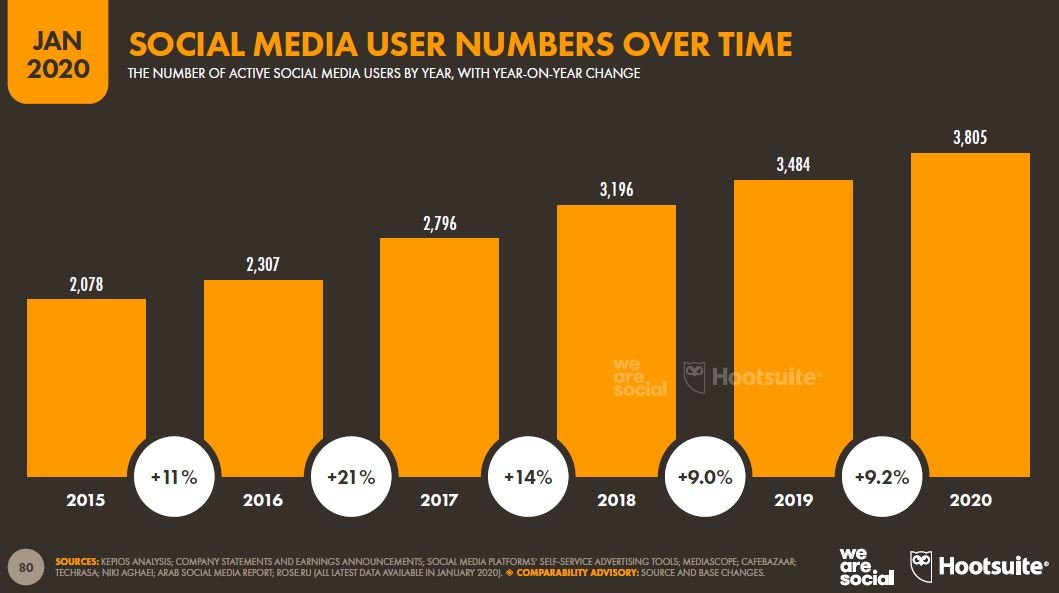 JAN
2020
SOCIAL MEDIA USER NUMBERS OVER TIME
THE NUMBER OF ACTIVE SOCIAL MEDIA USERS BY YEAR, WITH YEAR-ON-YEAR CHANGE
2,078
2,307
2,796
3,196
3,484
3,805
we
are
social
Hootsuite®
+11%
+21%
+14%
+9.0%
+9.2%
2015
2016
2017
2018
2019
2020
80
SOURCES: KEPIOS ANALYSIS; COMPANY STATEMENTS AND EARNINGS ANNOUNCEMENTS; SOCIAL MEDIA PLATFORMS' SELF-SERVICE ADVERTISING TOOLS; MEDIASCOPE; CAFEBAZAAR;
TECHRASA; NIKI AGHAEI; ARAB SOCIAL MEDIA REPORT; ROSE.RU (ALL LATEST DATA AVAILABLE IN JANUARY 2020). ※ COMPARABILITY ADVISORY: SOURCE AND BASE CHANGES.
we
are
social
Hootsuite®